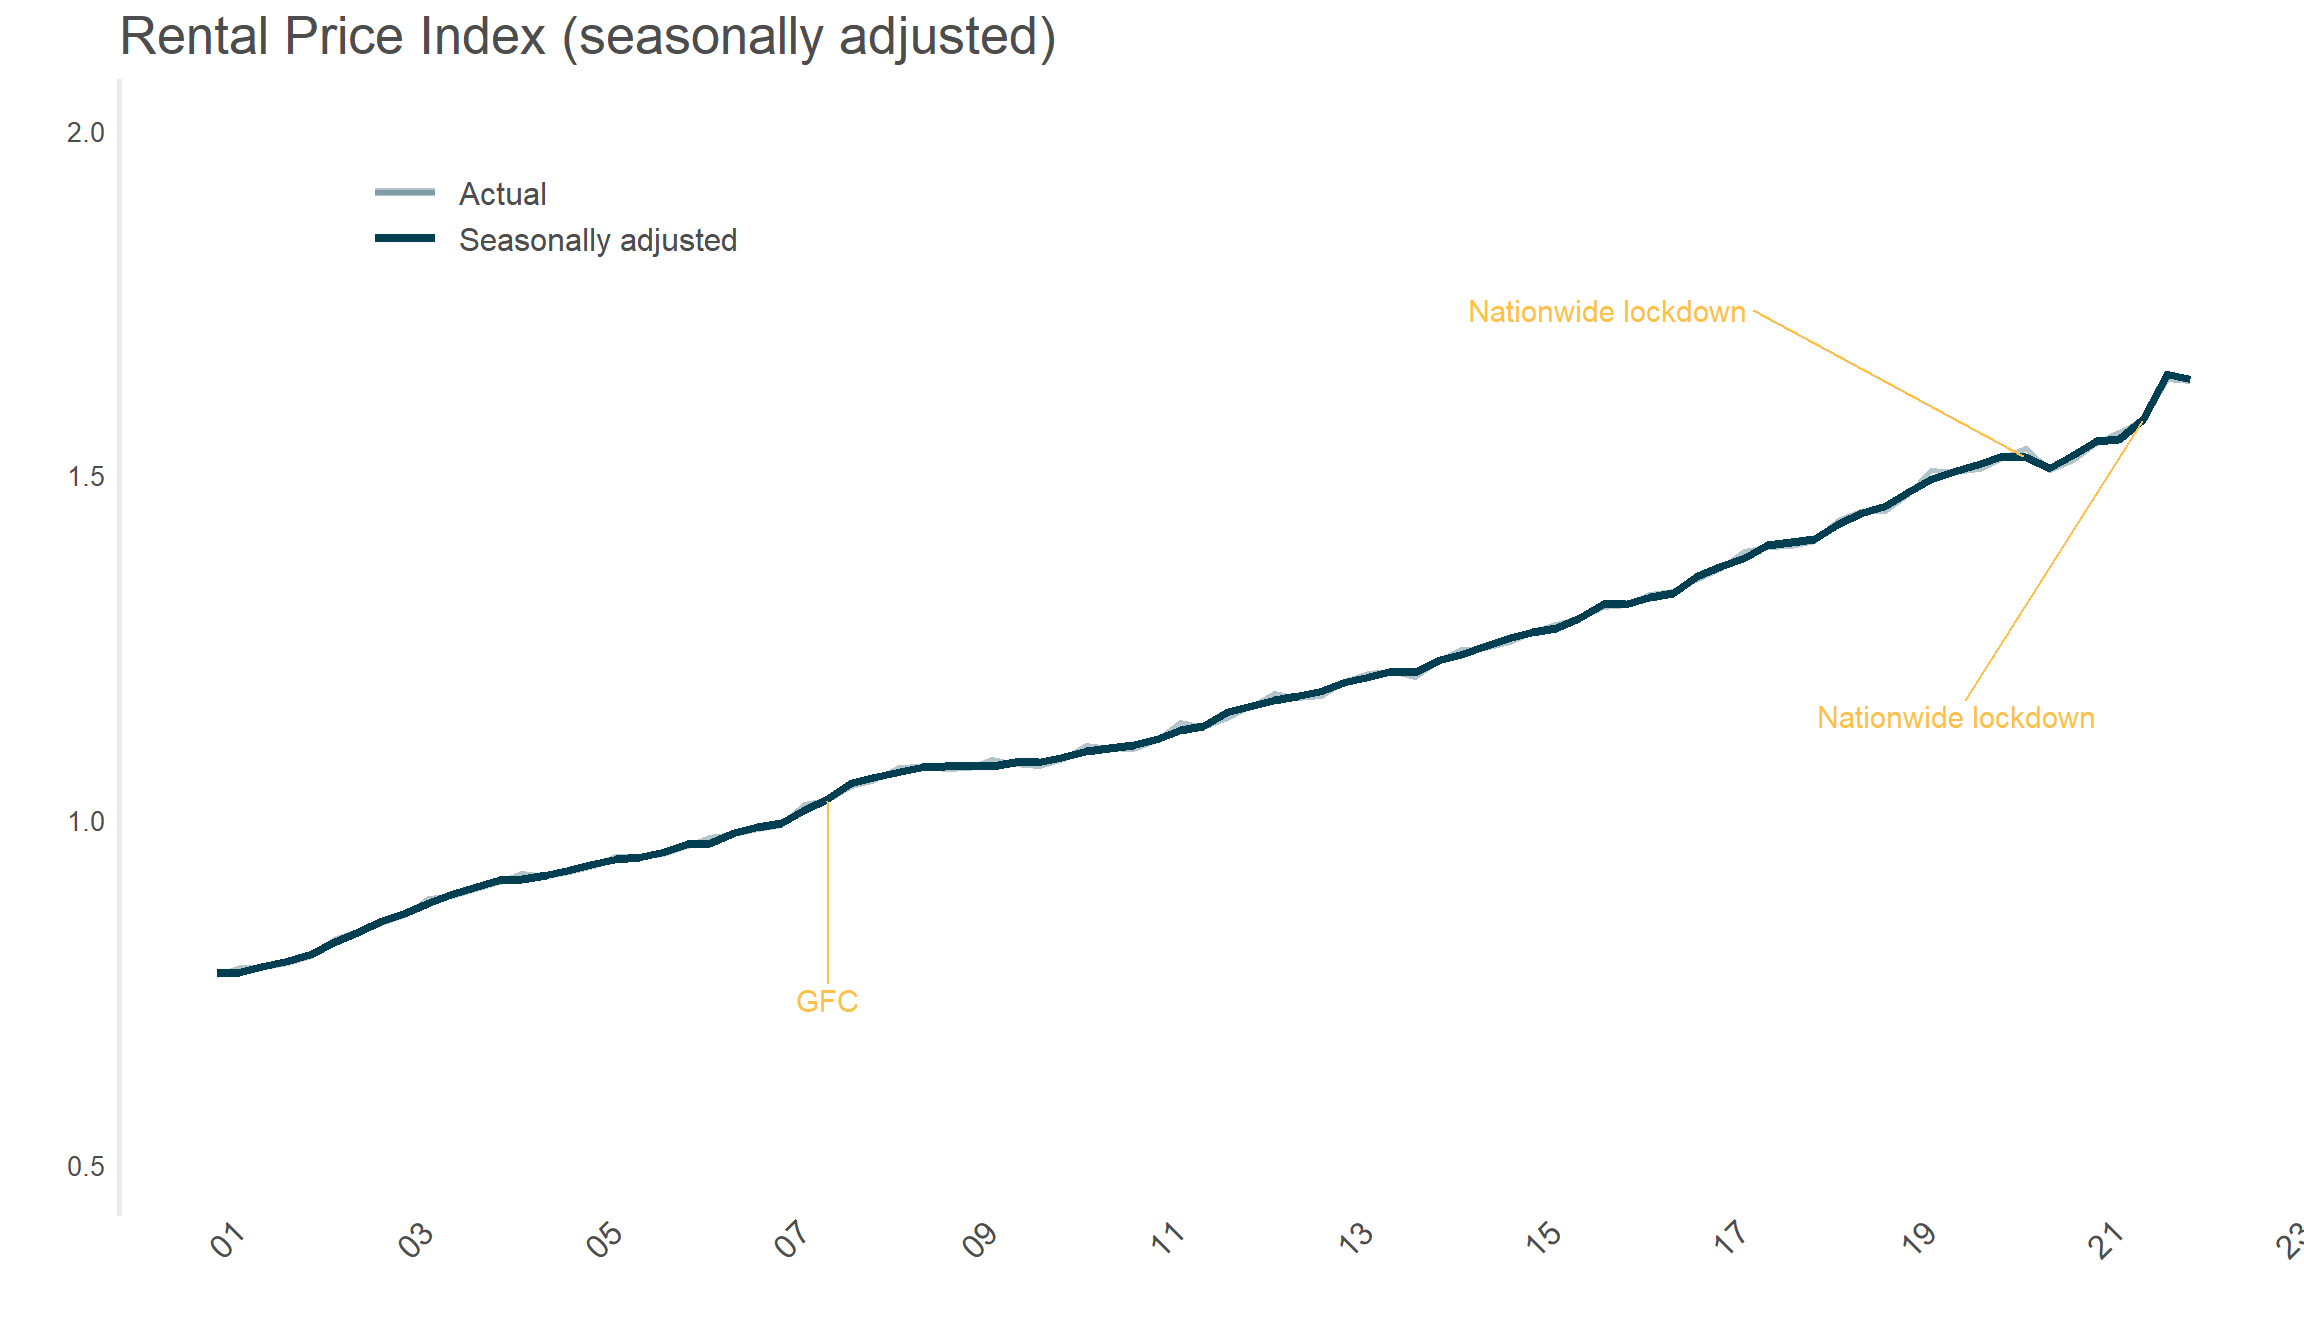 Rental Price Index (seasonally adjusted)
2.0
Actual
Seasonally adjusted
Nationwide lockdown
1.5
Nationwide lockdown
1.0
GFC
0.5
01 03 05 07 09 11 13 15 17 19 21 23